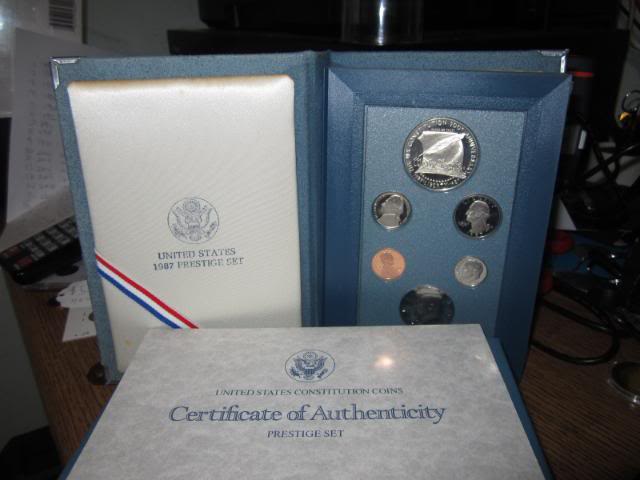 UNITED STATES
1987 PRESTIGE SET
UNITED STATES CONSTITUTION COINS
Certificate of Authenticity
PRESTIGE SET